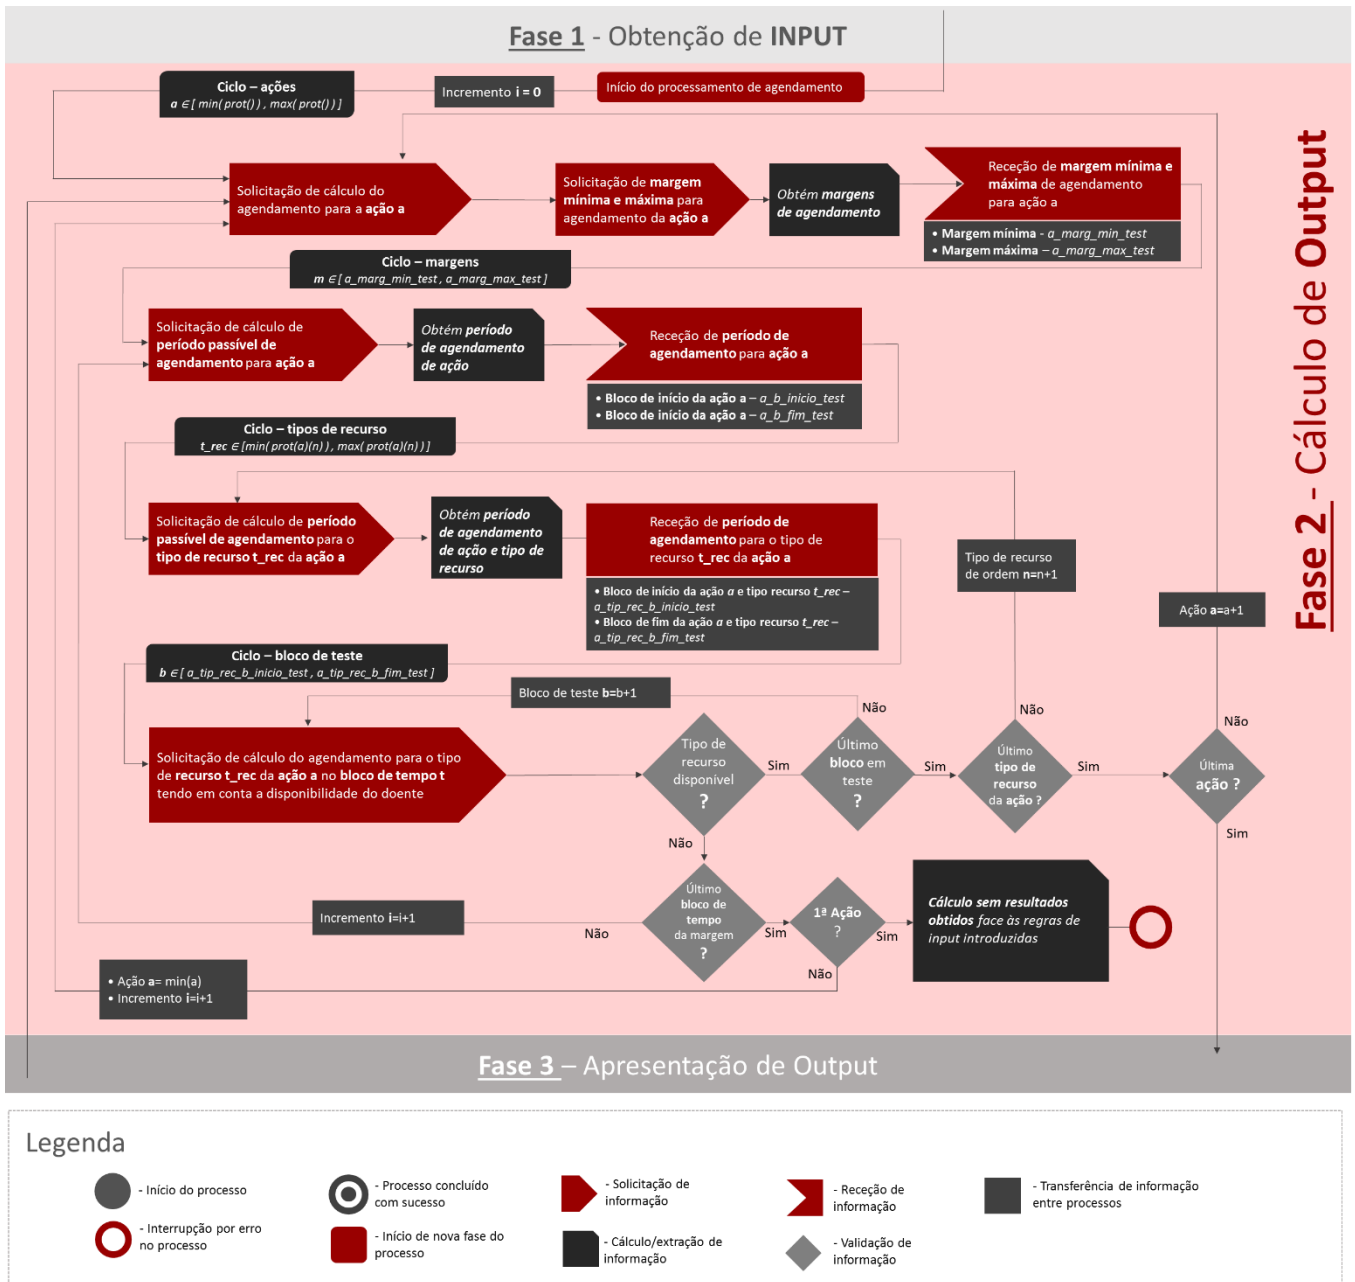 Fase 1 - Obtenção de INPUT
Ciclo – ações
a ∈ [ min( prot() ) , max( prot() ) ]
Incremento i = 0
Início do processamento de agendamento
Solicitação de cálculo do
agendamento para a ação a
Solicitação de margem
mínima e máxima para
agendamento da ação a
Obtém margens
de agendamento
Receção de margem mínima e
máxima de agendamento
para ação a
• Margem mínima - a_marg_min_test
• Margem máxima – a_marg_max_test
Ciclo – margens
m ∈ [ a_marg_min_test , a_marg_max_test ]
Solicitação de cálculo de
período passível de
agendamento para ação a
Obtém período
de agendamento
de ação
Receção de período de
agendamento para ação a
• Bloco de início da ação a – a_b_inicio_test
• Bloco de início da ação a – a_b_fim_test
Ciclo – tipos de recurso
t_rec ∈ [min( prot(a)(n) ) , max( prot(a)(n) ) ]
Solicitação de cálculo de período
passível de agendamento para o
tipo de recurso t_rec da ação a
Obtém período
de agendamento
de ação e tipo de
recurso
Receção de período de
agendamento para o tipo de
recurso t_rec da ação a
• Bloco de início da ação a e tipo recurso t_rec –
a_tip_rec_b_inicio_test
• Bloco de fim da ação a e tipo recurso t_rec –
a_tip_rec_b_fim_test
Tipo de recurso
de ordem n=n+1
Ação a=a+1
Fase 2 - Cálculo de Output
Ciclo – bloco de teste
b ∈ [ a_tip_rec_b_inicio_test , a_tip_rec_b_fim_test ]
Bloco de teste b=b+1
Não
Não
Não
Solicitação de cálculo do agendamento para o tipo
de recurso t_rec da ação a no bloco de tempo t
tendo em conta a disponibilidade do doente
Tipo de
recurso
disponível
?
Sim
Último
bloco em
teste
?
Sim
Último
tipo de
recurso
da ação ?
Sim
Última
ação ?
Sim
Não
Incremento i=i+1
Não
Último
bloco de
tempo
da margem
?
Sim
1ª Ação
?
Sim
Não
Cálculo sem resultados
obtidos face às regras de
input introduzidas
• Ação a= min(a)
• Incremento i=i+1
Fase 3 – Apresentação de Output
Legenda
- Início do processo
- Processo concluído
com sucesso
- Solicitação de
informação
- Receção de
informação
- Transferência de informação
entre processos
- Interrupção por erro
no processo
- Início de nova fase do
processo
- Cálculo/extração de
informação
- Validação de
informação